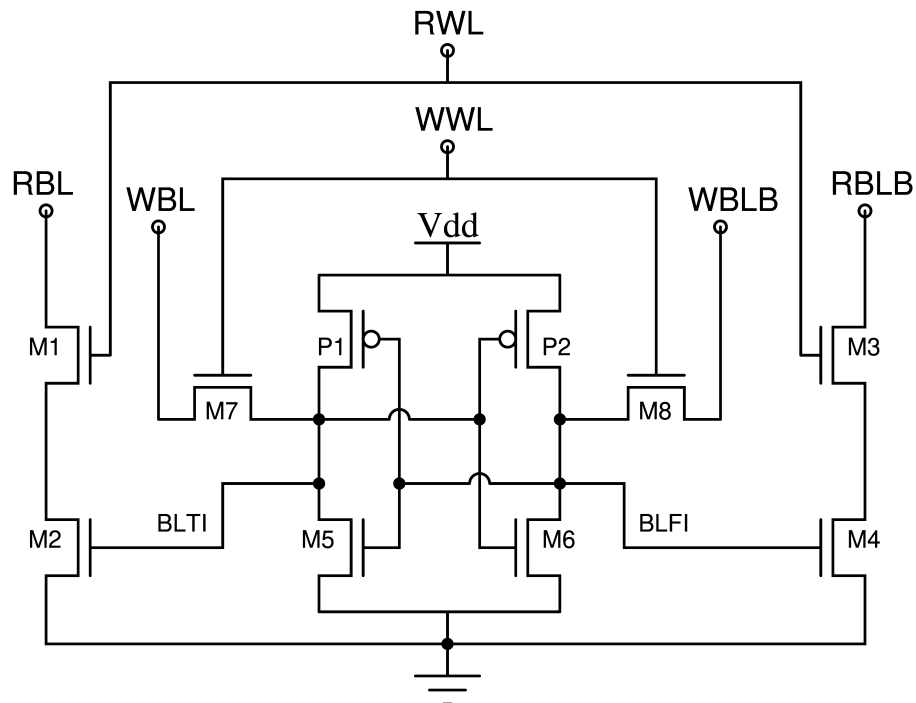 RWL
WWL
RBL
WBL
WBLB
RBLB
Vdd
M1
P1
P2
M3
M7
M8
BLTI
BLFI
M2
M5
M6
M4